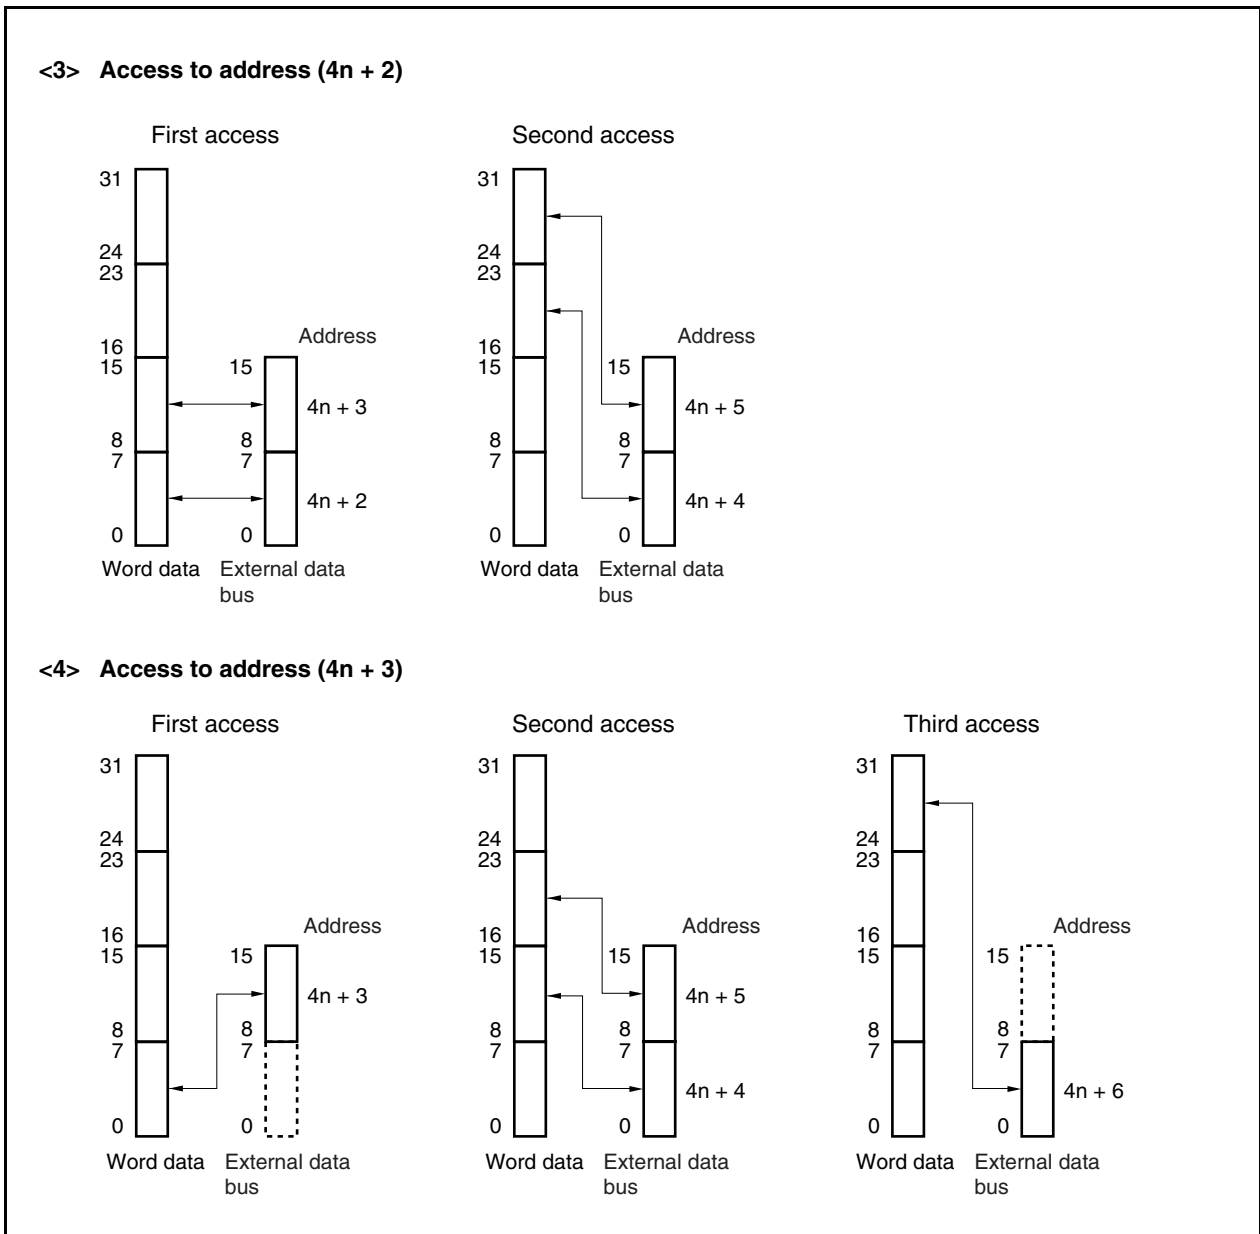 <3> Access to address (4n + 2)
First access
31
24
23
16
15
8
7
0
Address
15
4n + 3
8
7
4n + 2
0
Word data
External data
bus
Second access
31
24
23
16
15
8
7
0
Address
15
4n + 5
8
7
4n + 4
0
Word data
External data
bus
<4> Access to address (4n + 3)
First access
31
24
23
16
15
8
7
0
Address
15
4n + 3
8
7
0
Word data
External data
bus
Second access
31
24
23
16
15
8
7
0
Address
15
4n + 5
8
7
4n + 4
0
Word data
External data
bus
Third access
31
24
23
16
15
8
7
0
Address
15
8
7
4n + 6
0
Word data
External data
bus